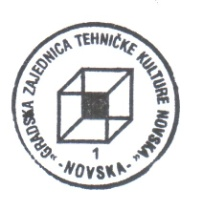 "GRADSKA ZAJEDNICA TEHNIČKE KULTURE NOVSKA"
1
-NOVSKA-